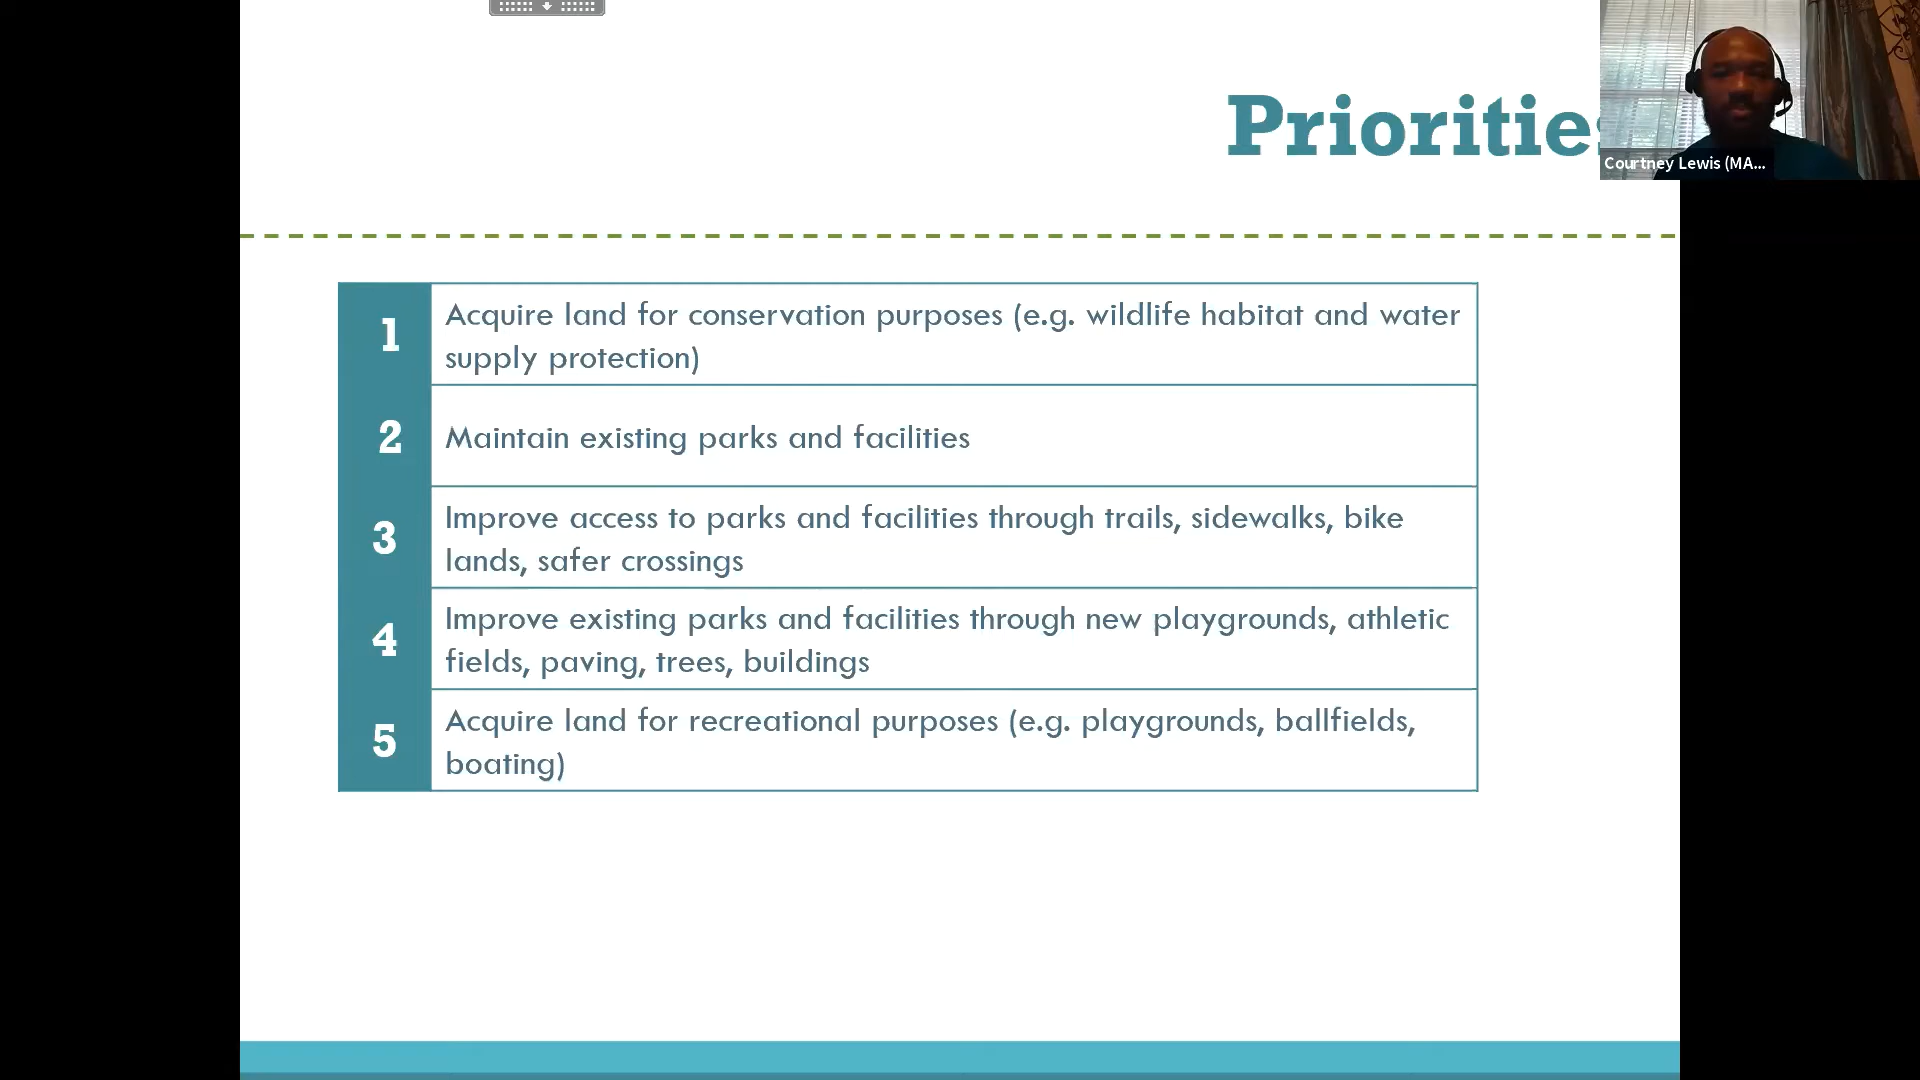 Priorities
Courtney Lewis (MA...
1
Acquire land for conservation purposes (e.g. wildlife habitat and water
supply protection)
2
Maintain existing parks and facilities
3
Improve access to parks and facilities through trails, sidewalks, bike
lands, safer crossings
4
Improve existing parks and facilities through new playgrounds, athletic
fields, paving, trees, buildings
5
Acquire land for recreational purposes (e.g. playgrounds, ballfields,
boating)